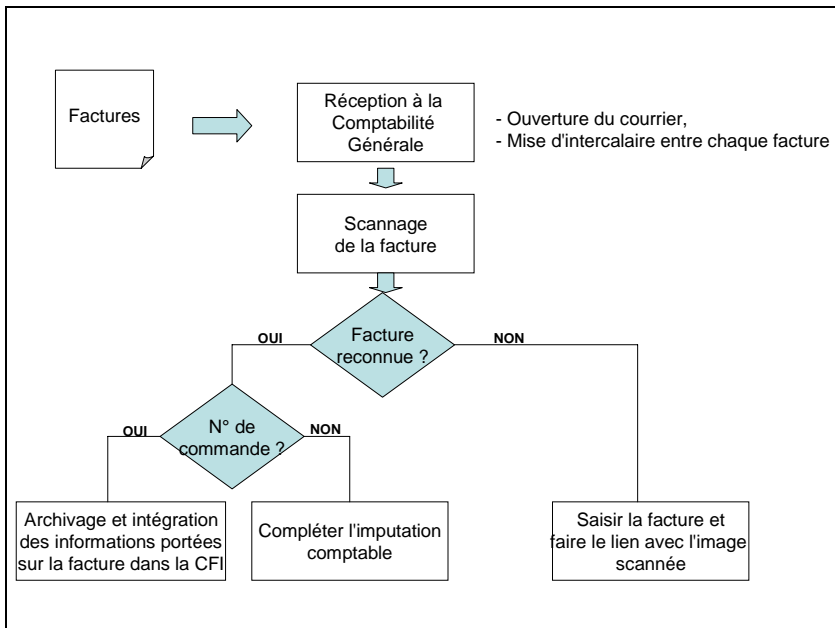 Factures
Réception à la
Comptabilité
Générale
- Ouverture du courrier,
- Mise d'intercalaire entre chaque facture
Scannage
de la facture
Facture
reconnue ?
OUI
NON
N° de
commande ?
OUI
NON
Archivage et intégration
des informations portées
sur la facture dans la CFI
Compléter l'imputation
comptable
Saisir la facture et
faire le lien avec l'image
scannée